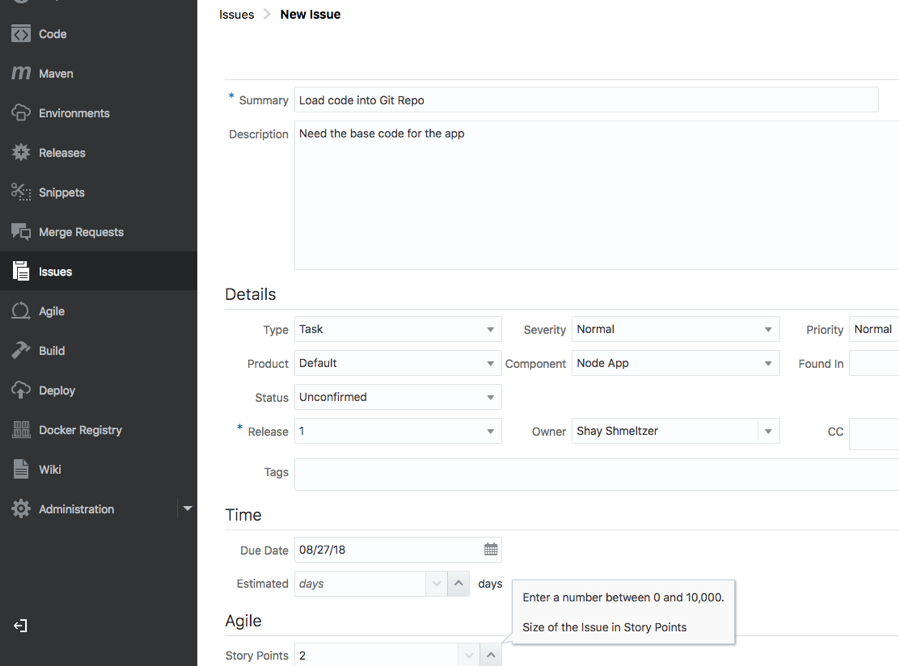 Issues > New Issue
Code
Maven
Environments
Releases
Snippets
Merge Requests
Issues
Agile
Build
Deploy
Docker Registry
Wiki
Administration
* Summary Load code into Git Repo
Description Need the base code for the app
Details
Type Task Severity Normal Priority Normal
Product Default Component Node App Found In
Status Unconfirmed
* Release 1 Owner Shay Shmeltzer CC
Tags
Time
Due Date 08/27/18
Estimated days days
Enter a number between 0 and 10,000.
Size of the Issue in Story Points
Agile
Story Points 2